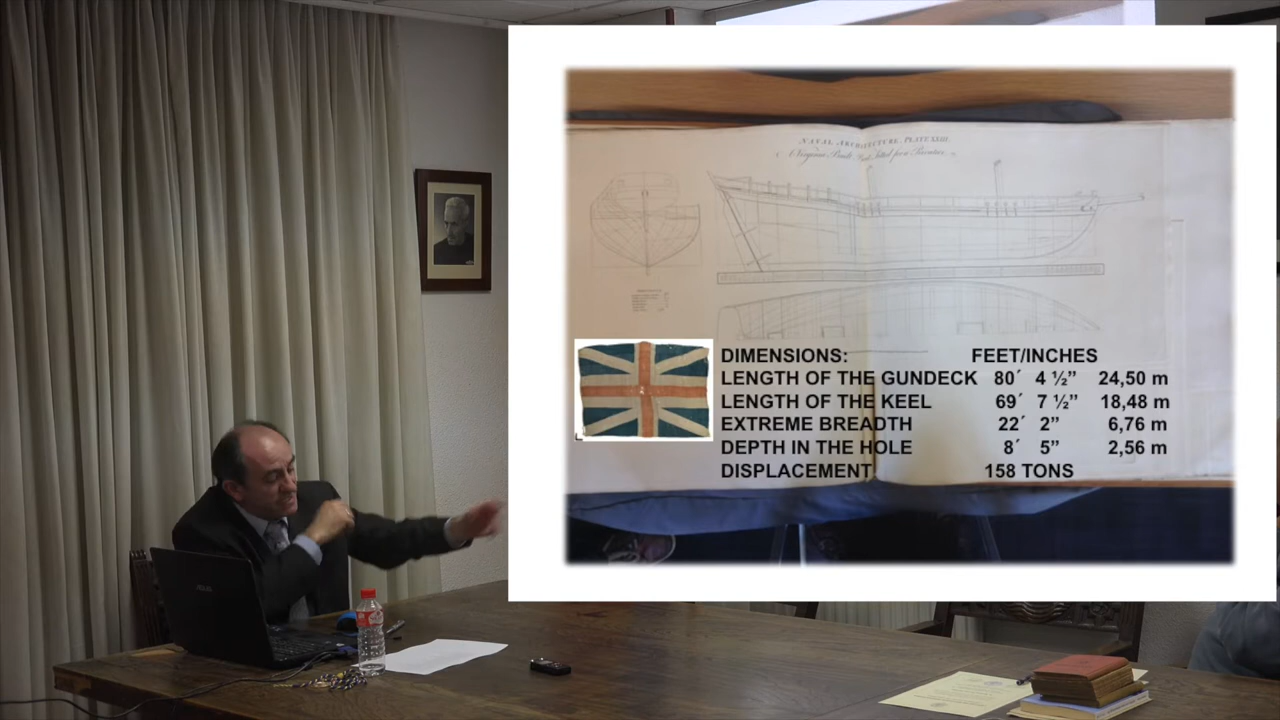 NAVAL ARCHITECTURE. PLATE XXIII.
DIMENSIONS: FEET/INCHES
LENGTH OF THE GUNDECK 80´ 4 ½” 24,50 m
LENGTH OF THE KEEL 69´ 7 ½” 18,48 m
EXTREME BREADTH 22´ 2” 6,76 m
DEPTH IN THE HOLE 8´ 5” 2,56 m
DISPLACEMENT 158 TONS
ASUS